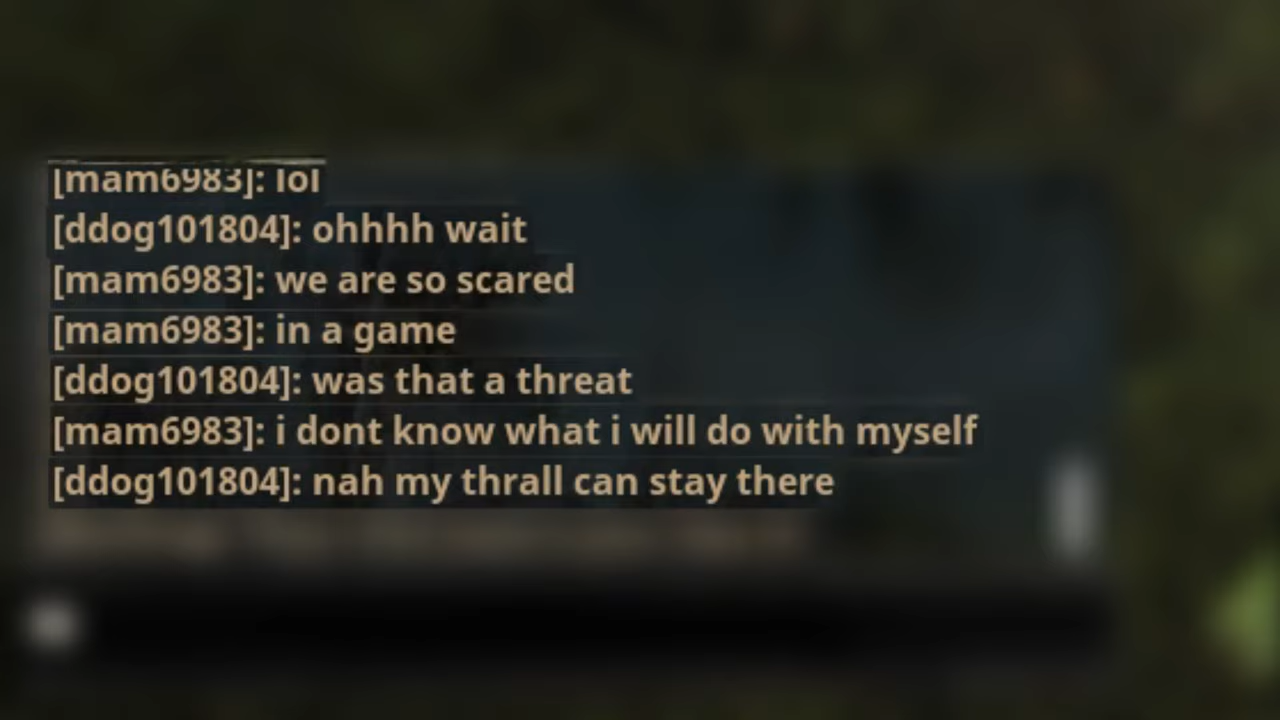 [mam6983]: lol
[ddog101804]: ohhhh wait
[mam6983]: we are so scared
[mam6983]: in a game
[ddog101804]: was that a threat
[mam6983]: i dont know what i will do with myself
[ddog101804]: nah my thrall can stay there